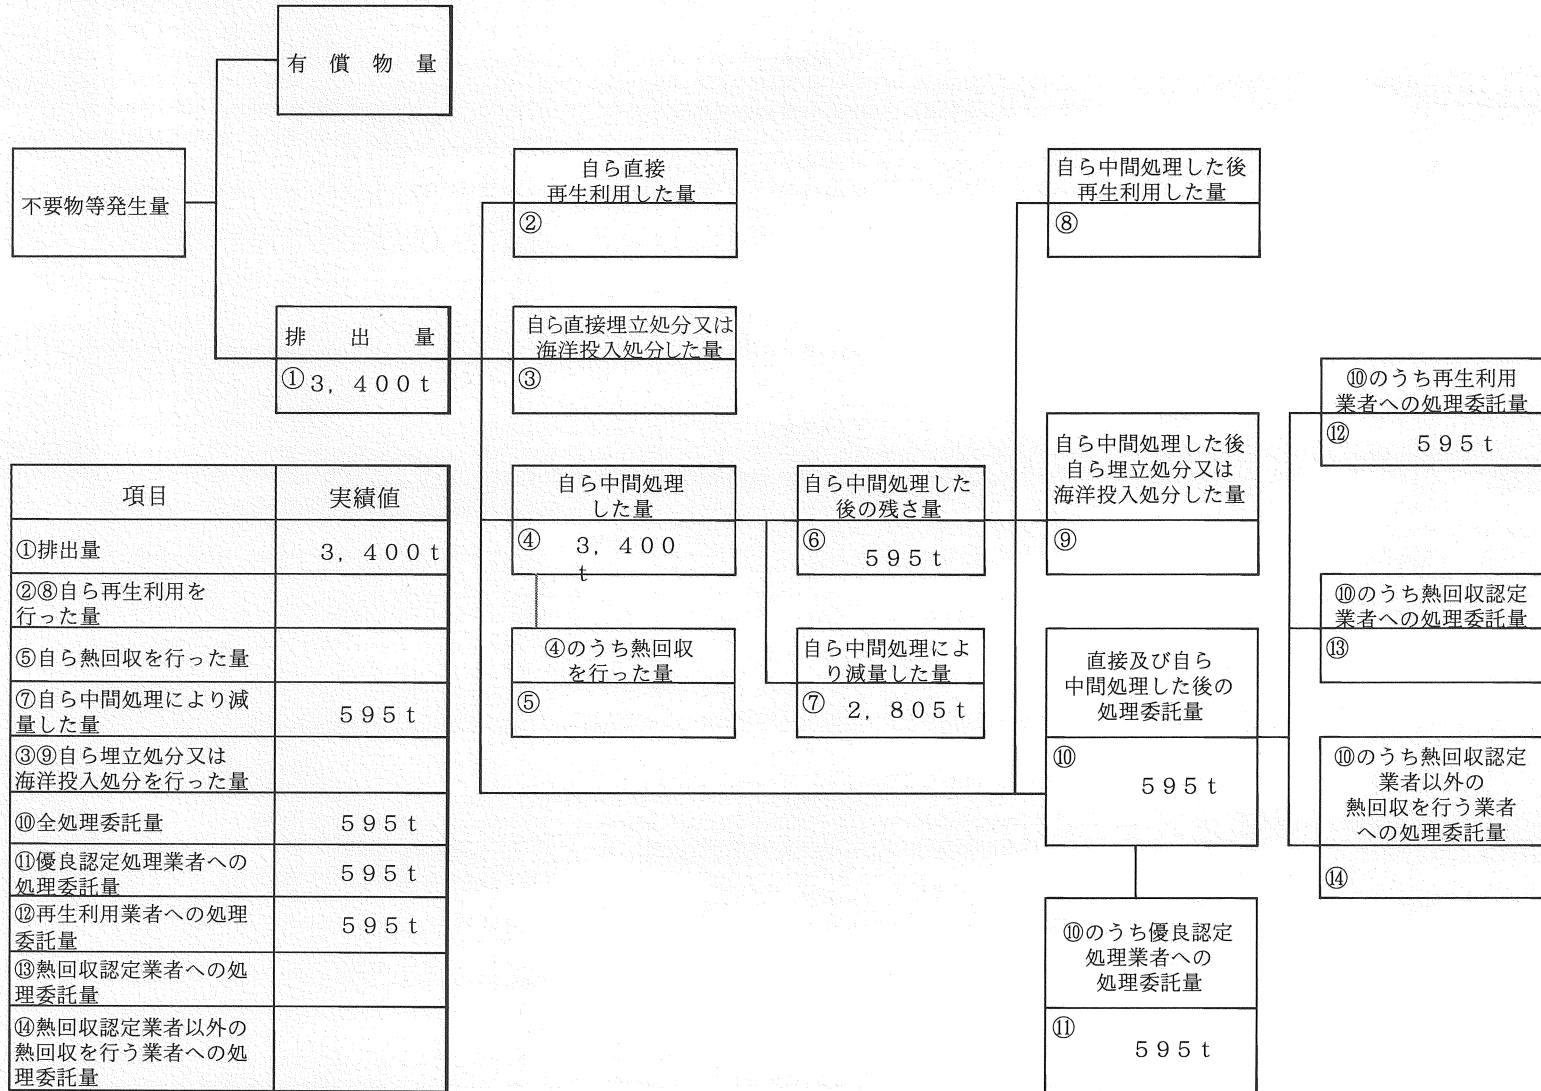 有 償 物 量
不要物等発生量
自ら直接
再生利用した量
②
自ら中間処理した後
再生利用した量
⑧
排 出 量
①3,400t
自ら直接埋立処分又は
海洋投入処分した量
③
⑩のうち再生利用
業者への処理委託量
⑫ 595t
自ら中間処理
した量
④ 3,400
t
自ら中間処理した
後の残さ量
⑥ 595t
自ら中間処理した後
自ら埋立処分又は
海洋投入処分した量
⑨
⑩のうち熱回収認定
業者への処理委託量
⑬
④のうち熱回収
を行った量
⑤
自ら中間処理によ
り減量した量
⑦ 2,805t
直接及び自ら
中間処理した後の
処理委託量
⑩
595t
⑩のうち熱回収認定
業者以外の
熱回収を行う業者
への処理委託量
⑭
⑩のうち優良認定
処理業者への
処理委託量
⑪
595t
項目 実績値
①排出量 3,400t
②⑧自ら再生利用を
行った量
⑤自ら熱回収を行った量
⑦自ら中間処理により減
量した量 595t
③⑨自ら埋立処分又は
海洋投入処分を行った量
⑩全処理委託量 595t
⑪優良認定処理業者への
処理委託量 595t
⑫再生利用業者への処理
委託量 595t
⑬熱回収認定業者への処
理委託量
⑭熱回収認定業者以外の
熱回収を行う業者への処
理委託量